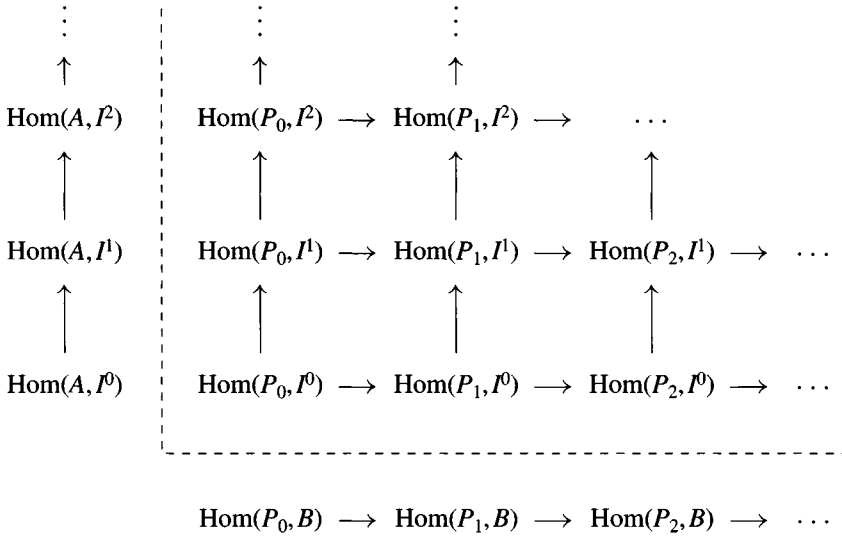 ⋮ ⋮ ⋮
↑ ↑ ↑
Hom(A, I²) Hom(P₀, I²) ⟶ Hom(P₁, I²) ⟶ ⋯
↑ ↑ ↑ ↑
Hom(A, I¹) Hom(P₀, I¹) ⟶ Hom(P₁, I¹) ⟶ Hom(P₂, I¹) ⟶ ⋯
↑ ↑ ↑ ↑
Hom(A, I⁰) Hom(P₀, I⁰) ⟶ Hom(P₁, I⁰) ⟶ Hom(P₂, I⁰) ⟶ ⋯
Hom(P₀, B) ⟶ Hom(P₁, B) ⟶ Hom(P₂, B) ⟶ ⋯